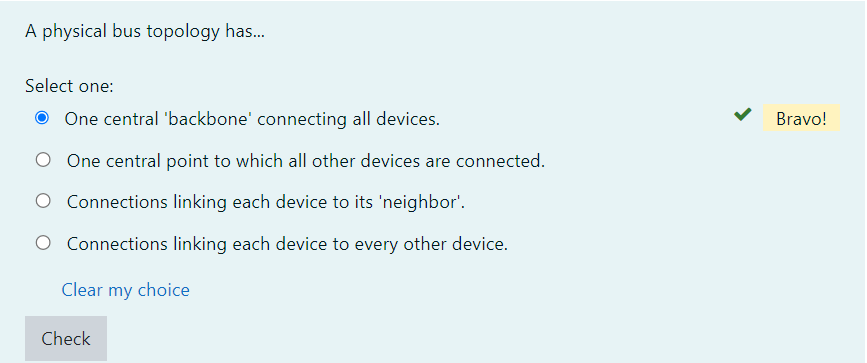 A physical bus topology has...
Select one:
One central 'backbone' connecting all devices.
Bravo!
One central point to which all other devices are connected.
Connections linking each device to its 'neighbor'.
Connections linking each device to every other device.
Clear my choice
Check